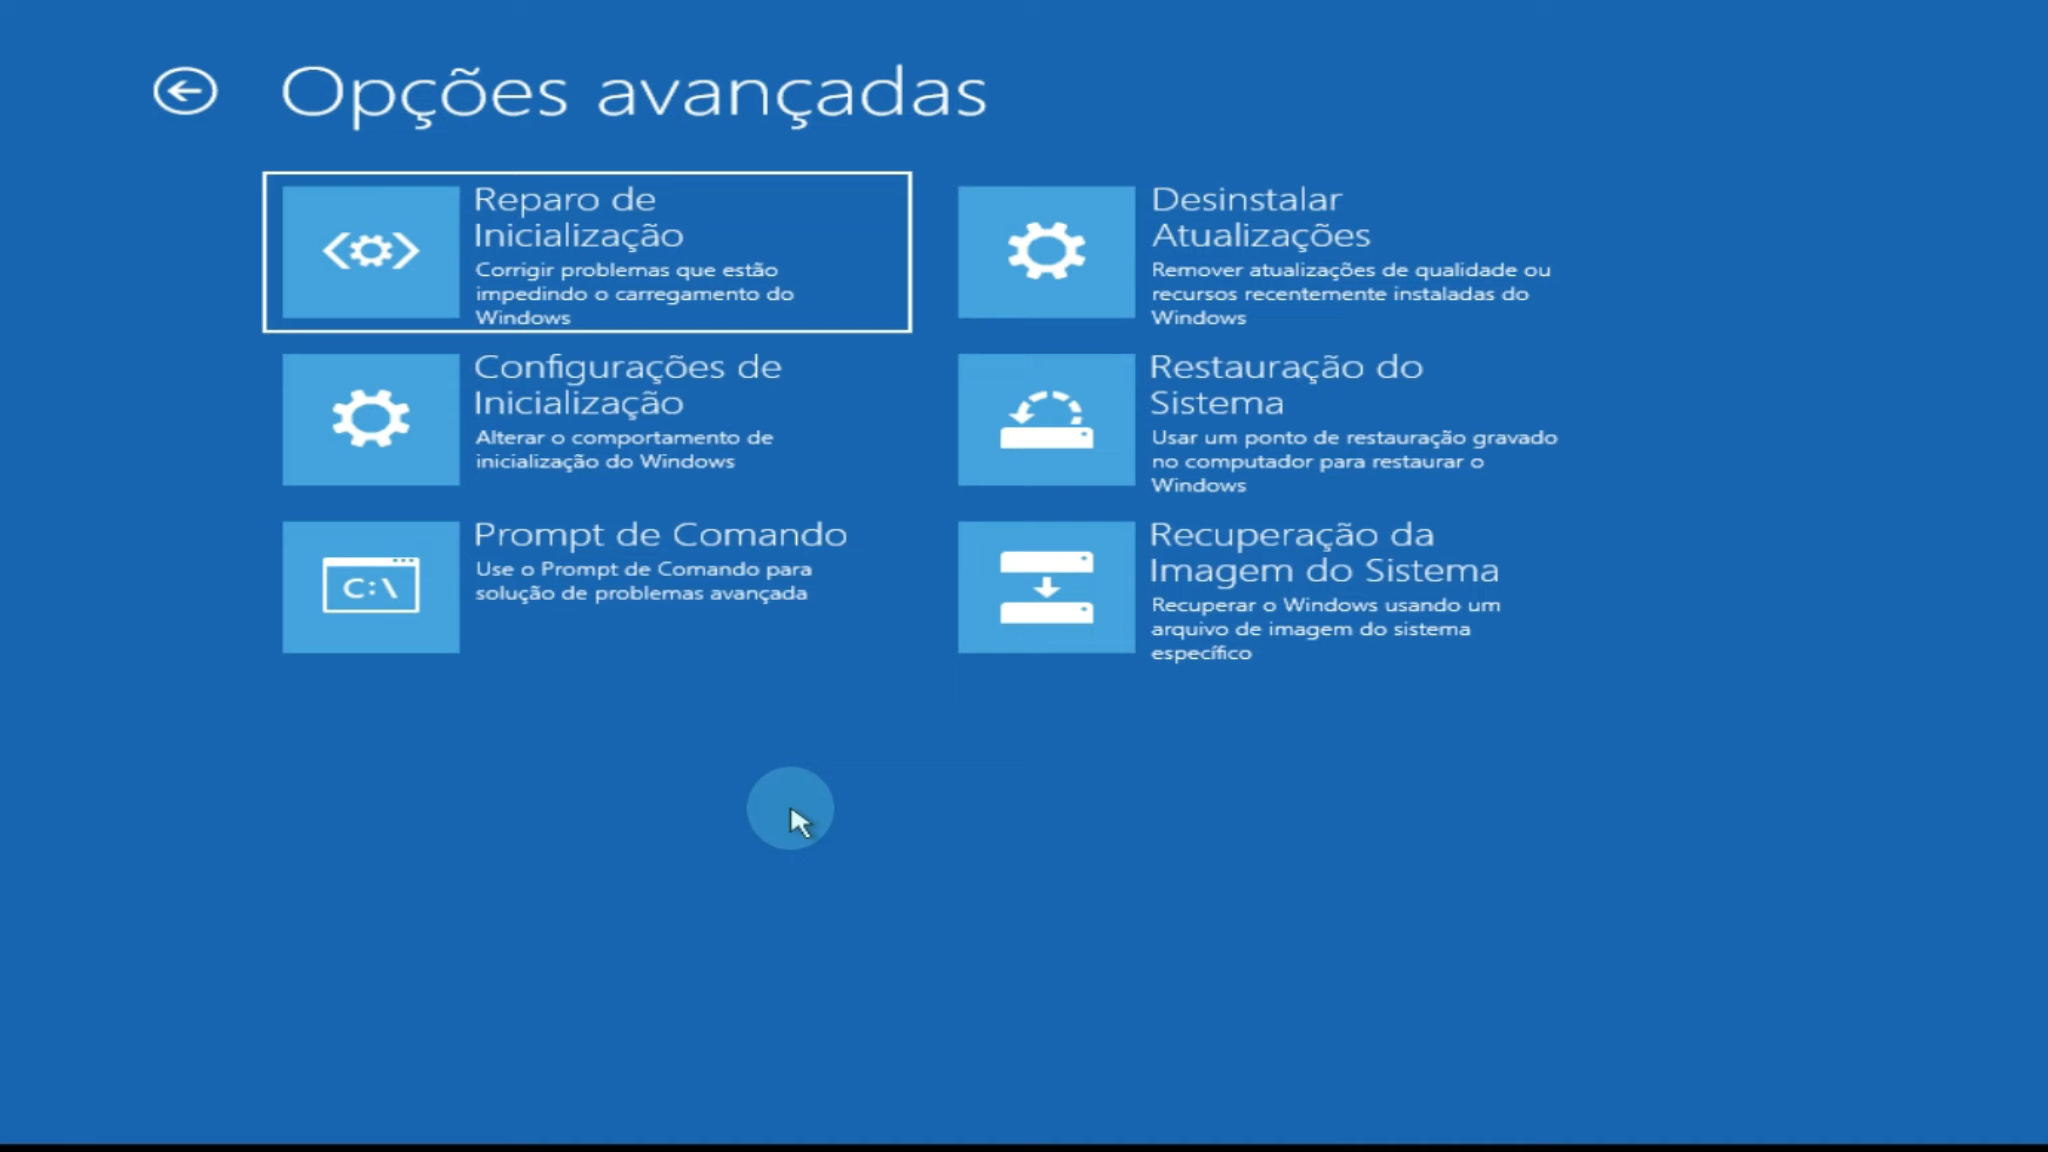 Opções avançadas
Reparo de
Inicialização
Corrigir problemas que estão
impedindo o carregamento do
Windows
Desinstalar
Atualizações
Remover atualizações de qualidade ou
recursos recentemente instaladas do
Windows
Configurações de
Inicialização
Alterar o comportamento de
inicialização do Windows
Restauração do
Sistema
Usar um ponto de restauração gravado
no computador para restaurar o
Windows
C:\
Prompt de Comando
Use o Prompt de Comando para
solução de problemas avançada
Recuperação da
Imagem do Sistema
Recuperar o Windows usando um
arquivo de imagem do sistema
específico